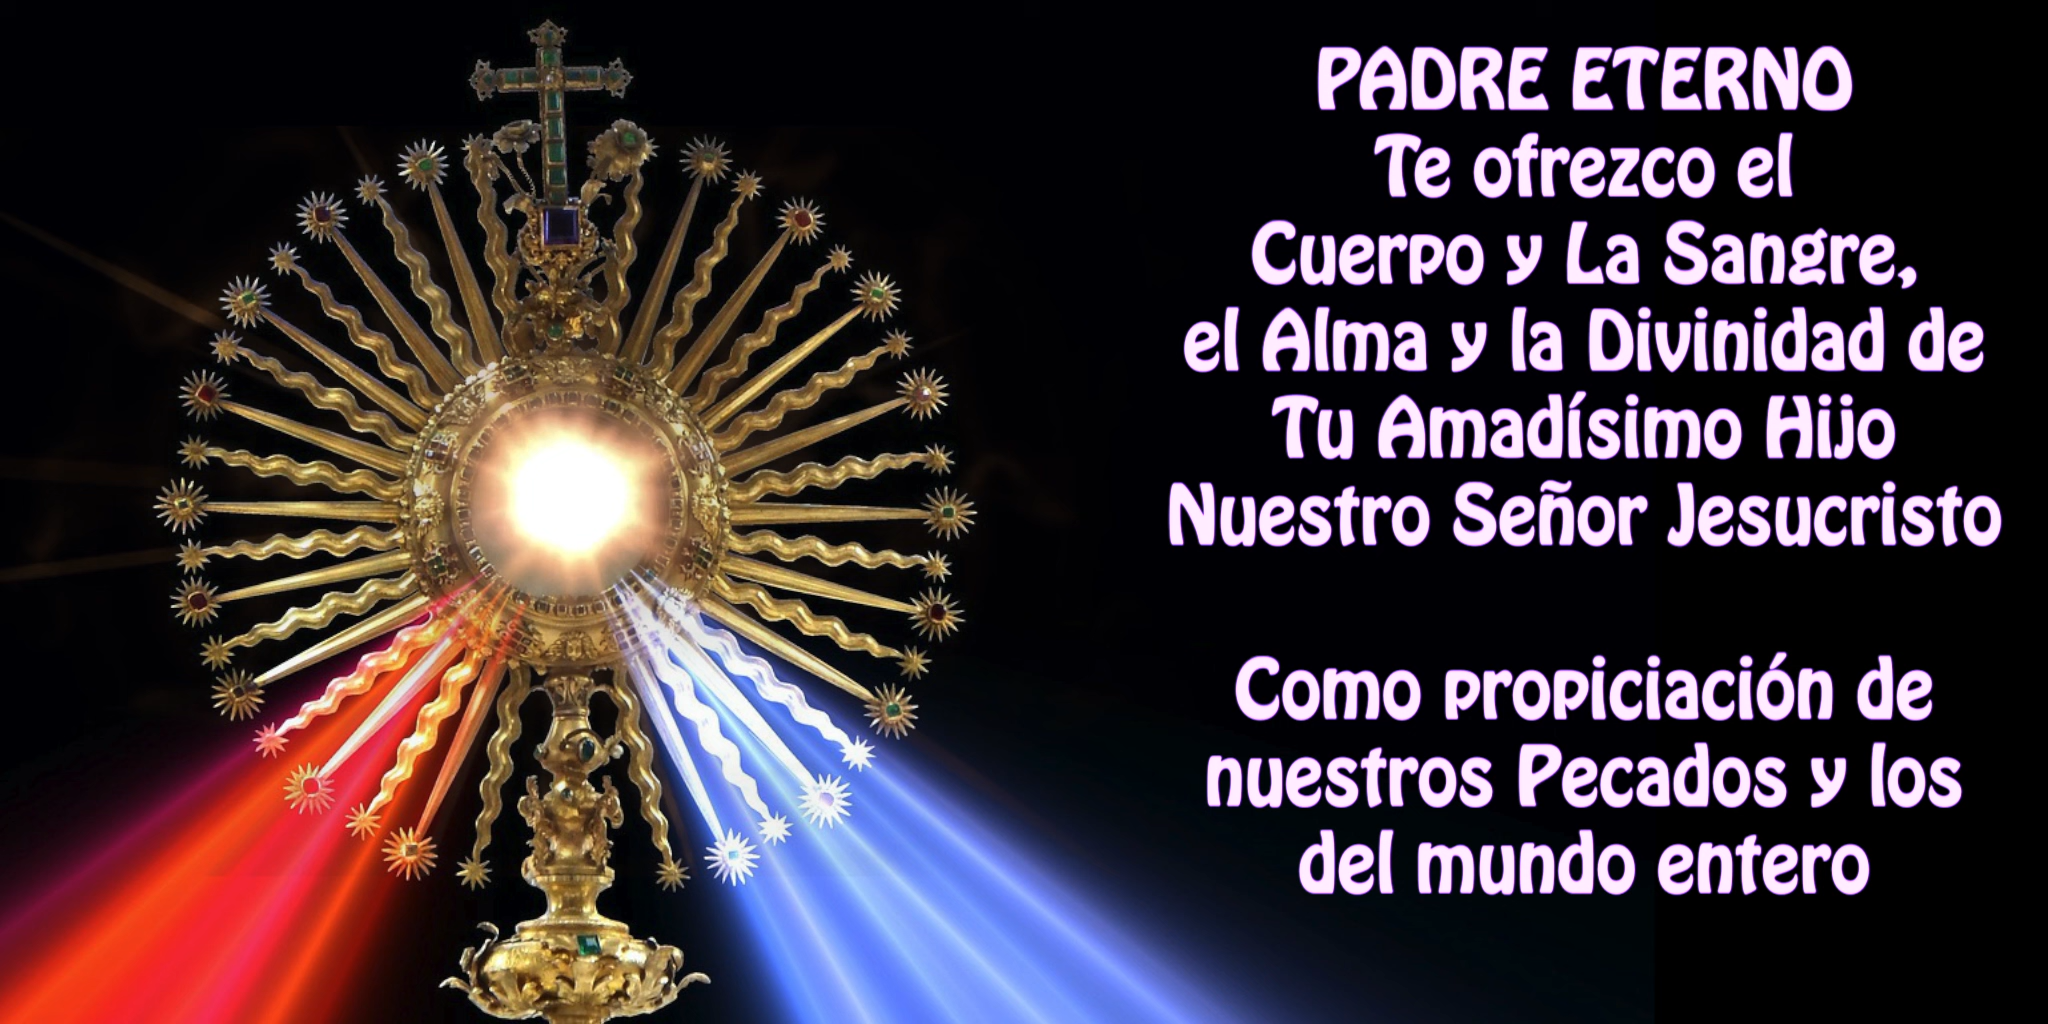 PADRE ETERNO
Te ofrezco el
Cuerpo y La Sangre,
el Alma y la Divinidad de
Tu Amadísimo Hijo
Nuestro Señor Jesucristo
Como propiciación de
nuestros Pecados y los
del mundo entero